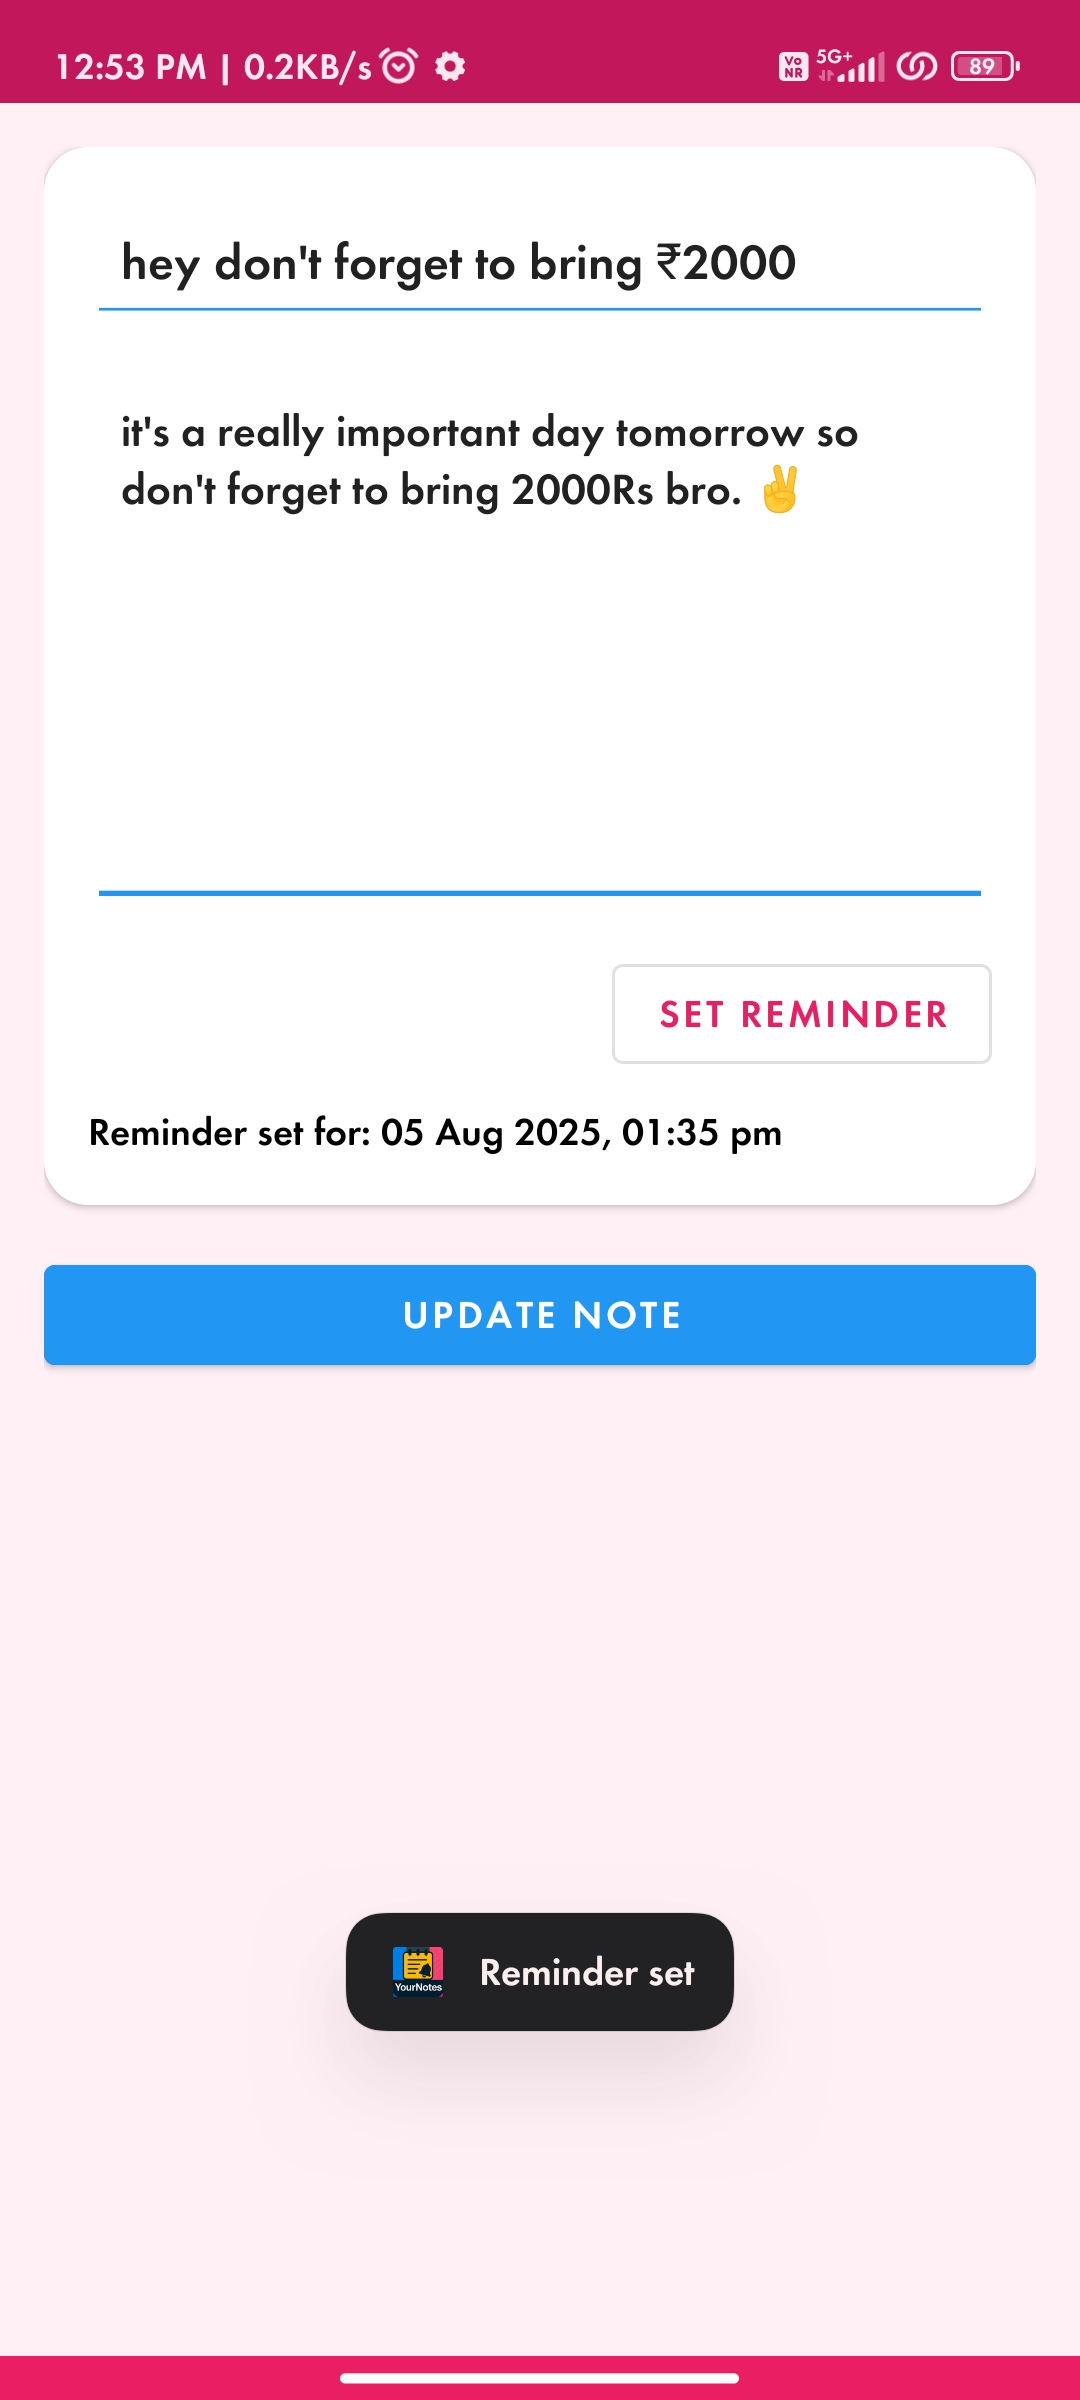 12:53 PM | 0.2KB/s
Vo NR 5G+ 89
hey don't forget to bring ₹2000
it's a really important day tomorrow so
don't forget to bring 2000Rs bro. ✌️
SET REMINDER
Reminder set for: 05 Aug 2025, 01:35 pm
UPDATE NOTE
YourNotes
Reminder set